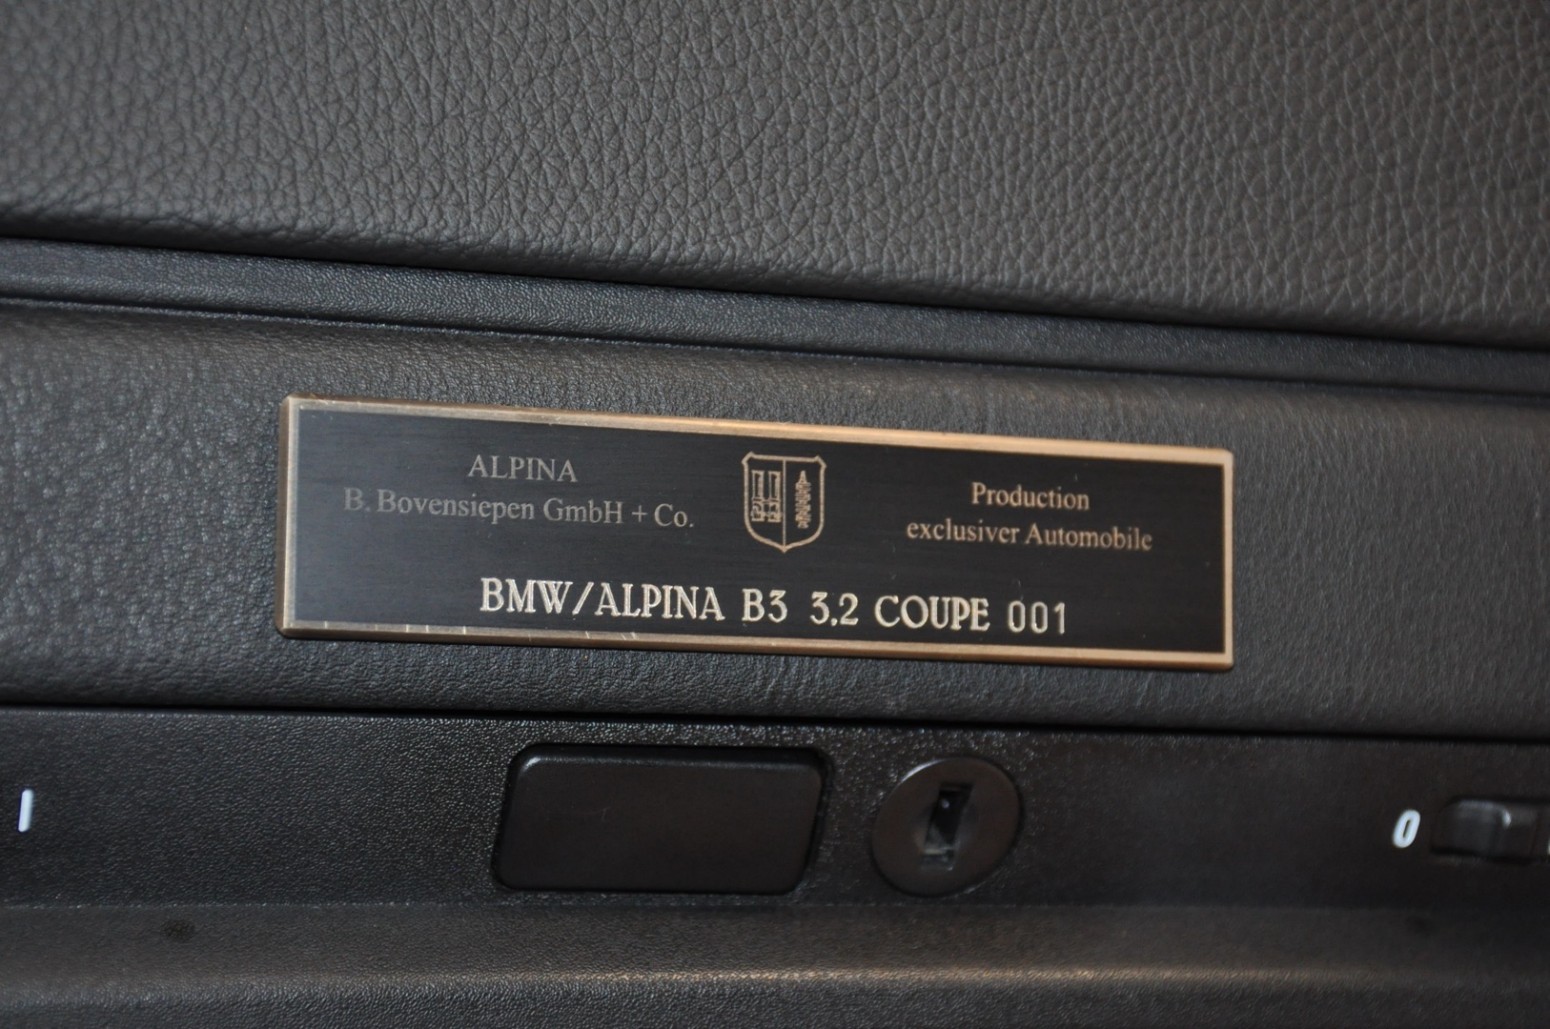 ALPINA
B. Bovensiepen GmbH + Co.
Production
exclusiver Automobile
BMW/ALPINA B3 3.2 COUPE 001
I
0